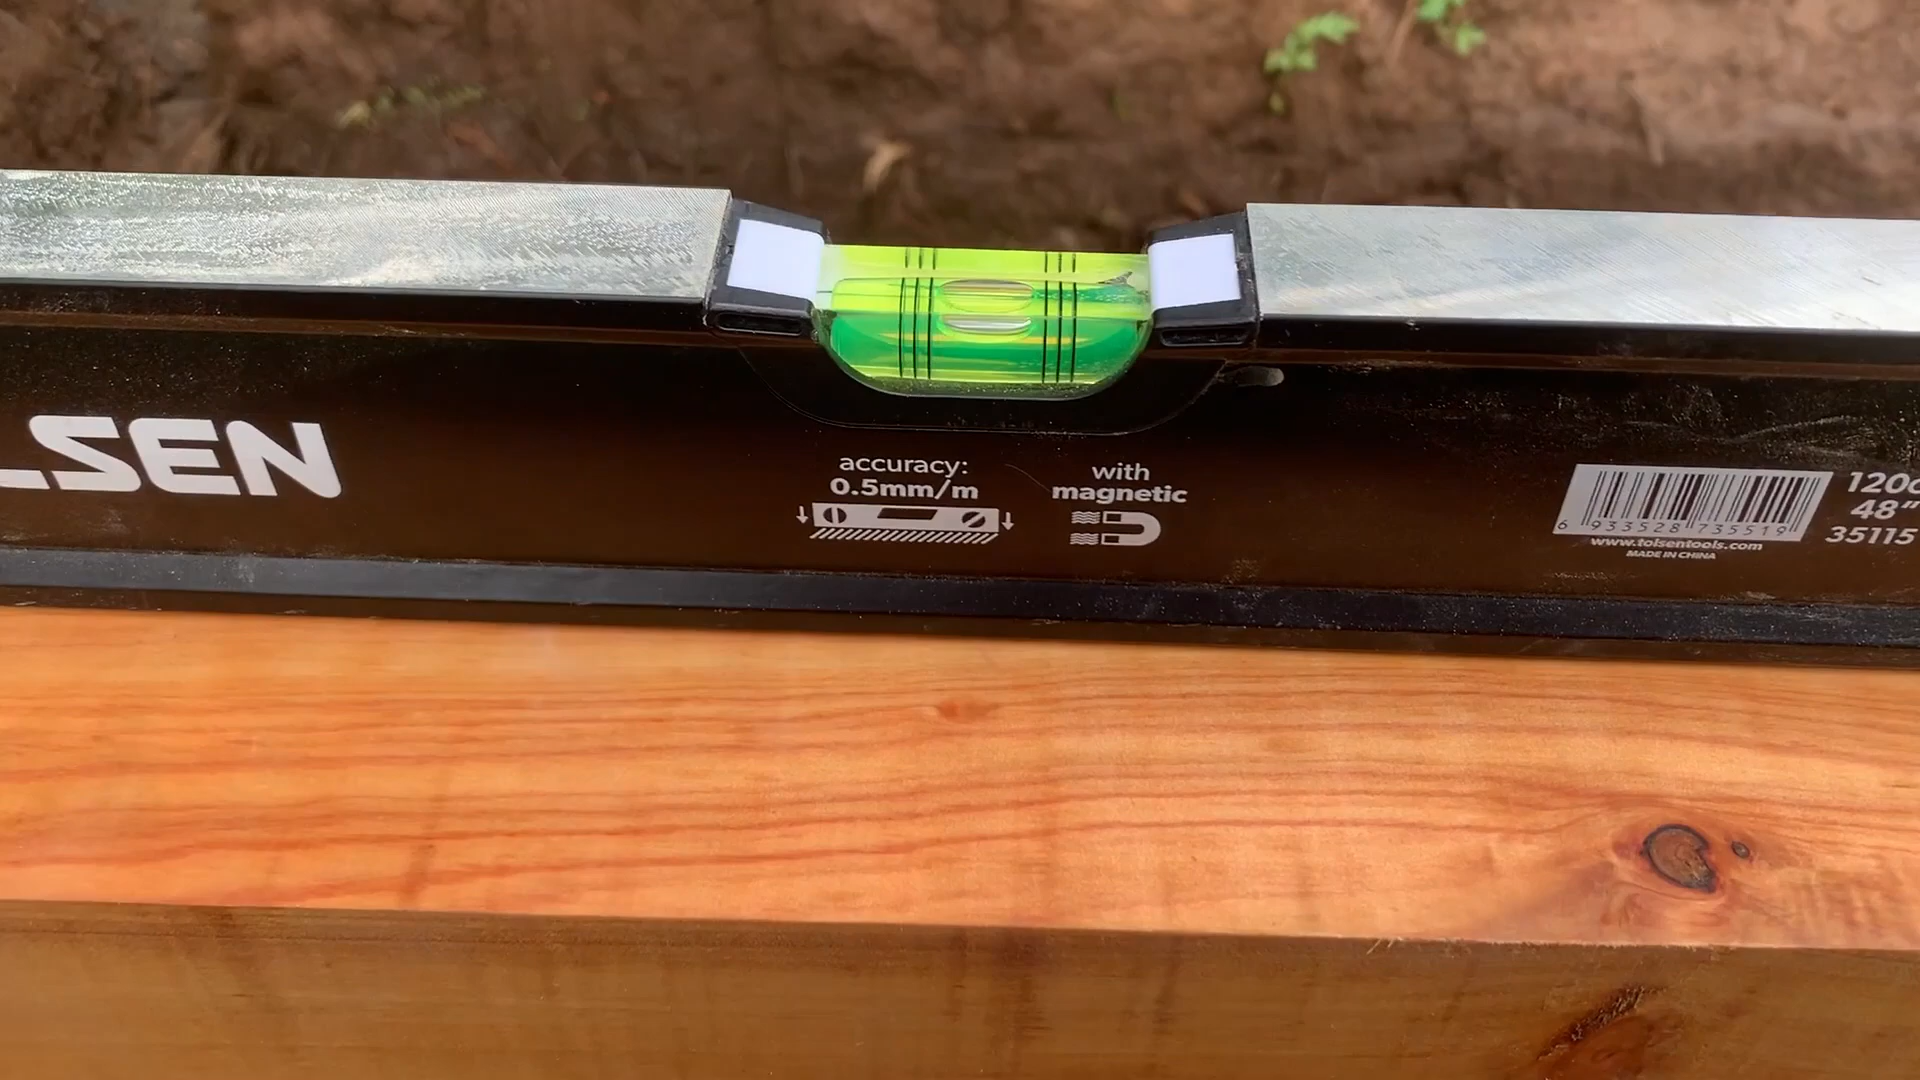 LSEN
accuracy:
0.5mm/m
with
magnetic
6 933528 735519
www.tolsentools.com
MADE IN CHINA
120c
48"
35115